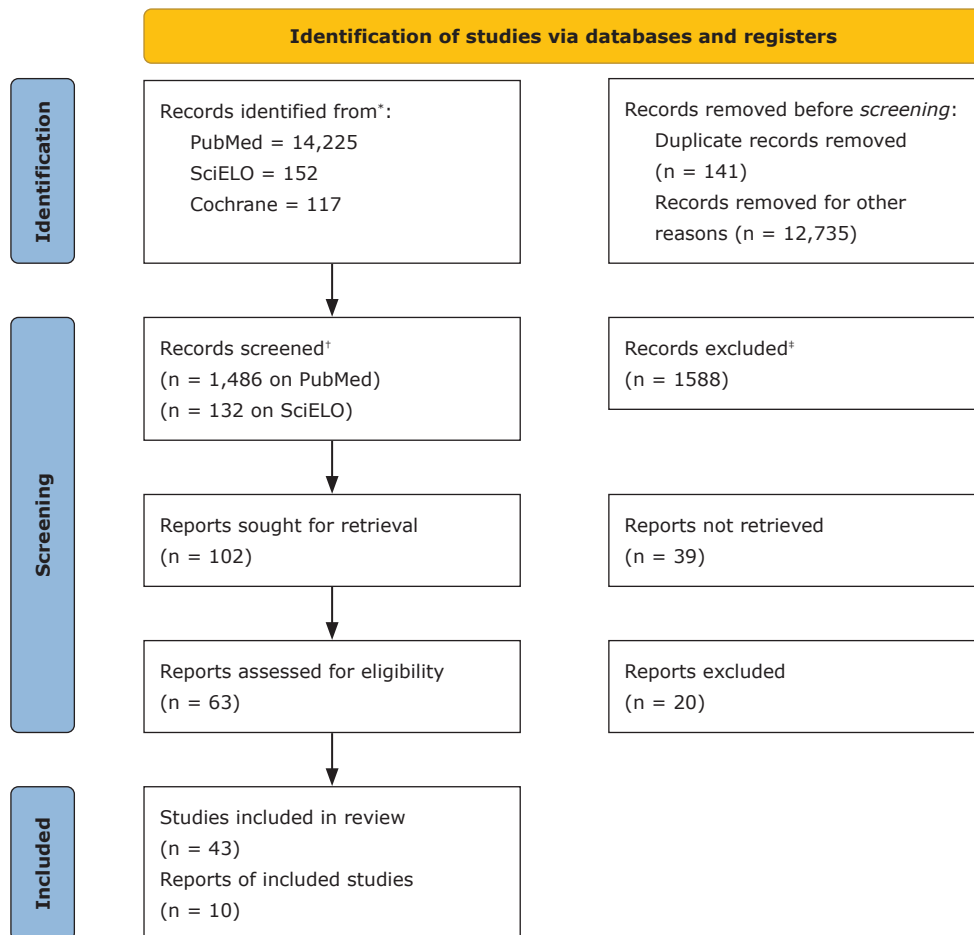 Identification of studies via databases and registers
Identification
Records identified from*:
PubMed = 14,225
SciELO = 152
Cochrane = 117
Records removed before screening:
Duplicate records removed
(n = 141)
Records removed for other
reasons (n = 12,735)
Screening
Records screened†
(n = 1,486 on PubMed)
(n = 132 on SciELO)
Records excluded‡
(n = 1588)
Reports sought for retrieval
(n = 102)
Reports not retrieved
(n = 39)
Reports assessed for eligibility
(n = 63)
Reports excluded
(n = 20)
Included
Studies included in review
(n = 43)
Reports of included studies
(n = 10)